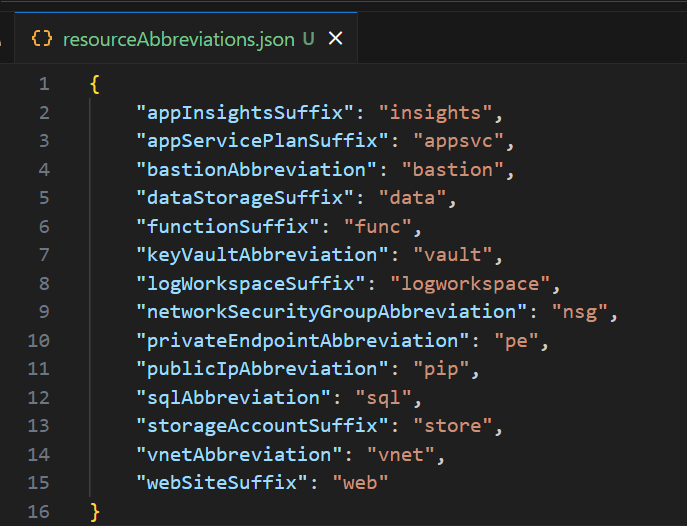 {} resourceAbbreviations.json U ×
1 {
2 "appInsightsSuffix": "insights",
3 "appServicePlanSuffix": "appsvc",
4 "bastionAbbreviation": "bastion",
5 "dataStorageSuffix": "data",
6 "functionSuffix": "func",
7 "keyVaultAbbreviation": "vault",
8 "logWorkspaceSuffix": "logworkspace",
9 "networkSecurityGroupAbbreviation": "nsg",
10 "privateEndpointAbbreviation": "pe",
11 "publicIpAbbreviation": "pip",
12 "sqlAbbreviation": "sql",
13 "storageAccountSuffix": "store",
14 "vnetAbbreviation": "vnet",
15 "webSiteSuffix": "web"
16 }